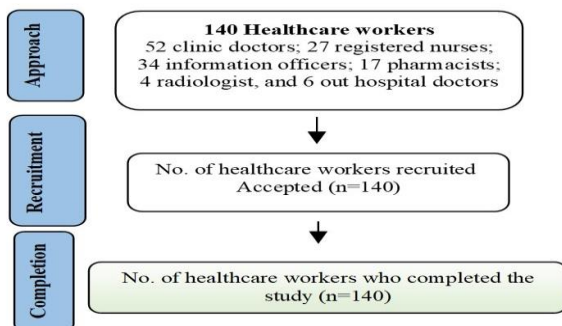 Approach
140 Healthcare workers
52 clinic doctors; 27 registered nurses;
34 information officers; 17 pharmacists;
4 radiologist, and 6 out hospital doctors
Recruitment
No. of healthcare workers recruited
Accepted (n=140)
Completion
No. of healthcare workers who completed the
study (n=140)